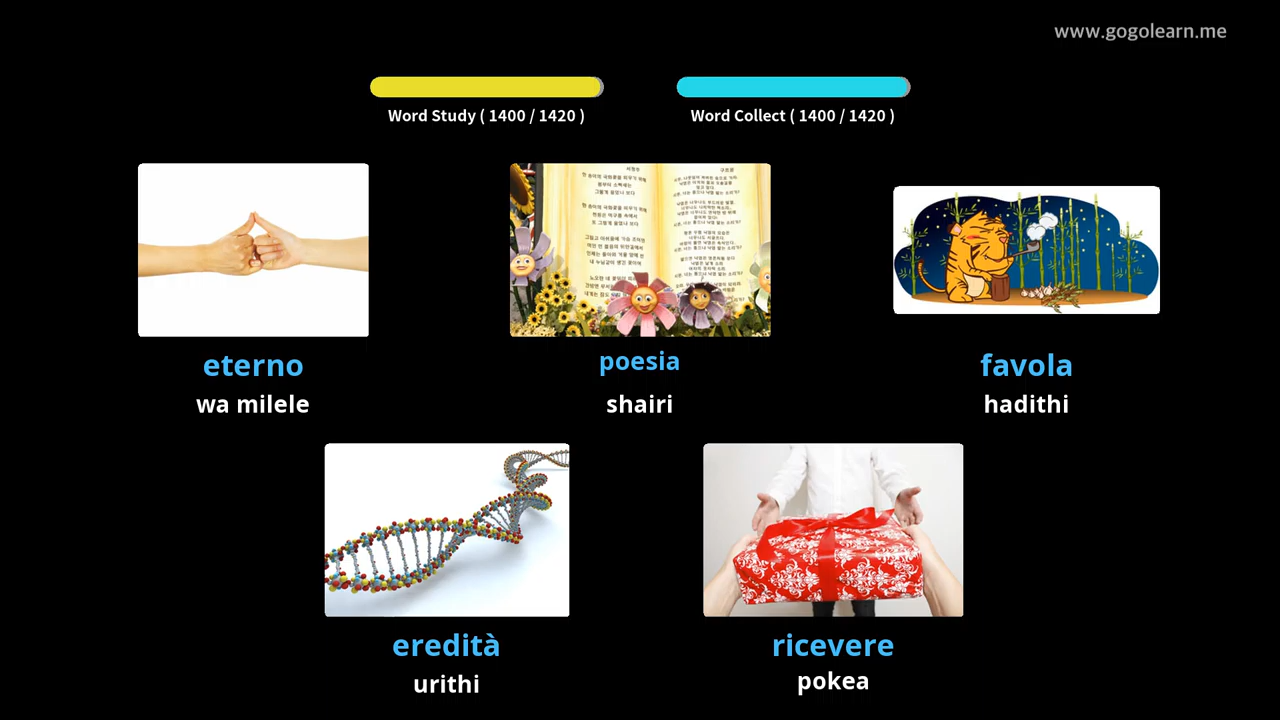 www.gogolearn.me
Word Study ( 1400 / 1420 )
Word Collect ( 1400 / 1420 )
eterno
wa milele
poesia
shairi
favola
hadithi
eredità
urithi
ricevere
pokea